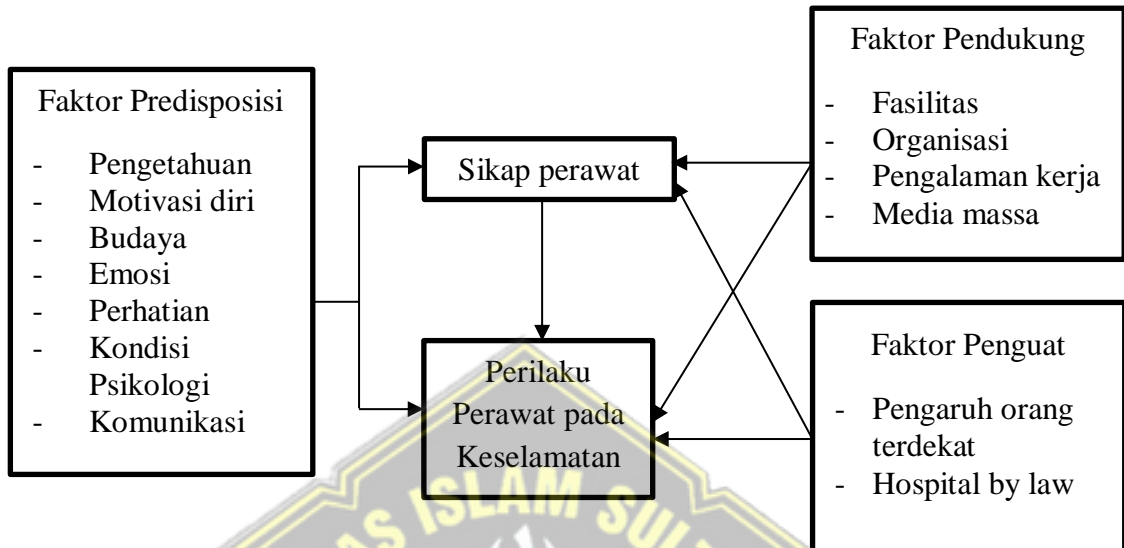 Faktor Predisposisi
- Pengetahuan
- Motivasi diri
- Budaya
- Emosi
- Perhatian
- Kondisi
Psikologi
- Komunikasi
Sikap perawat
Perilaku
Perawat pada
Keselamatan
Faktor Pendukung
- Fasilitas
- Organisasi
- Pengalaman kerja
- Media massa
Faktor Penguat
- Pengaruh orang
terdekat
- Hospital by law
ISLAM